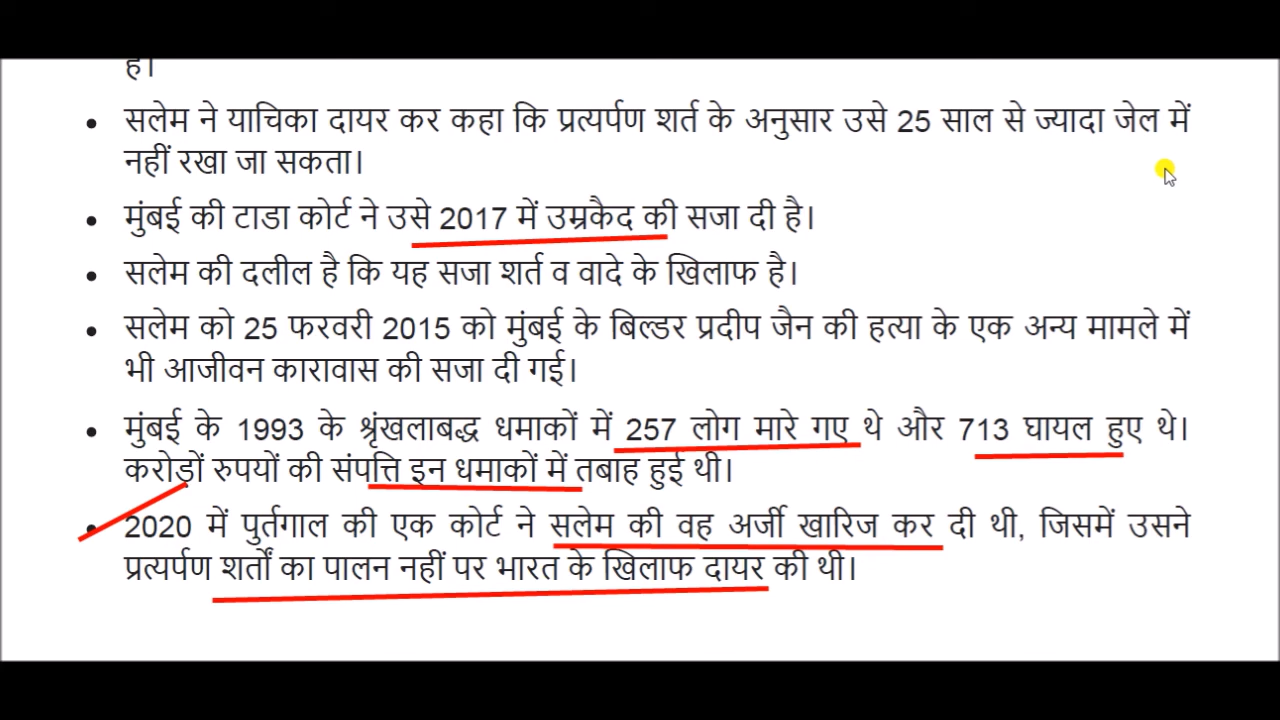 है।
सलेम ने याचिका दायर कर कहा कि प्रत्यर्पण शर्त के अनुसार उसे 25 साल से ज्यादा जेल में
नहीं रखा जा सकता।
मुंबई की टाडा कोर्ट ने उसे 2017 में उम्रकैद की सजा दी है।
सलेम की दलील है कि यह सजा शर्त व वादे के खिलाफ है।
सलेम को 25 फरवरी 2015 को मुंबई के बिल्डर प्रदीप जैन की हत्या के एक अन्य मामले में
भी आजीवन कारावास की सजा दी गई।
मुंबई के 1993 के श्रृंखलाबद्ध धमाकों में 257 लोग मारे गए थे और 713 घायल हुए थे।
करोड़ों रुपयों की संपत्ति इन धमाकों में तबाह हुई थी।
2020 में पुर्तगाल की एक कोर्ट ने सलेम की वह अर्जी खारिज कर दी थी, जिसमें उसने
प्रत्यर्पण शर्तों का पालन नहीं पर भारत के खिलाफ दायर की थी।